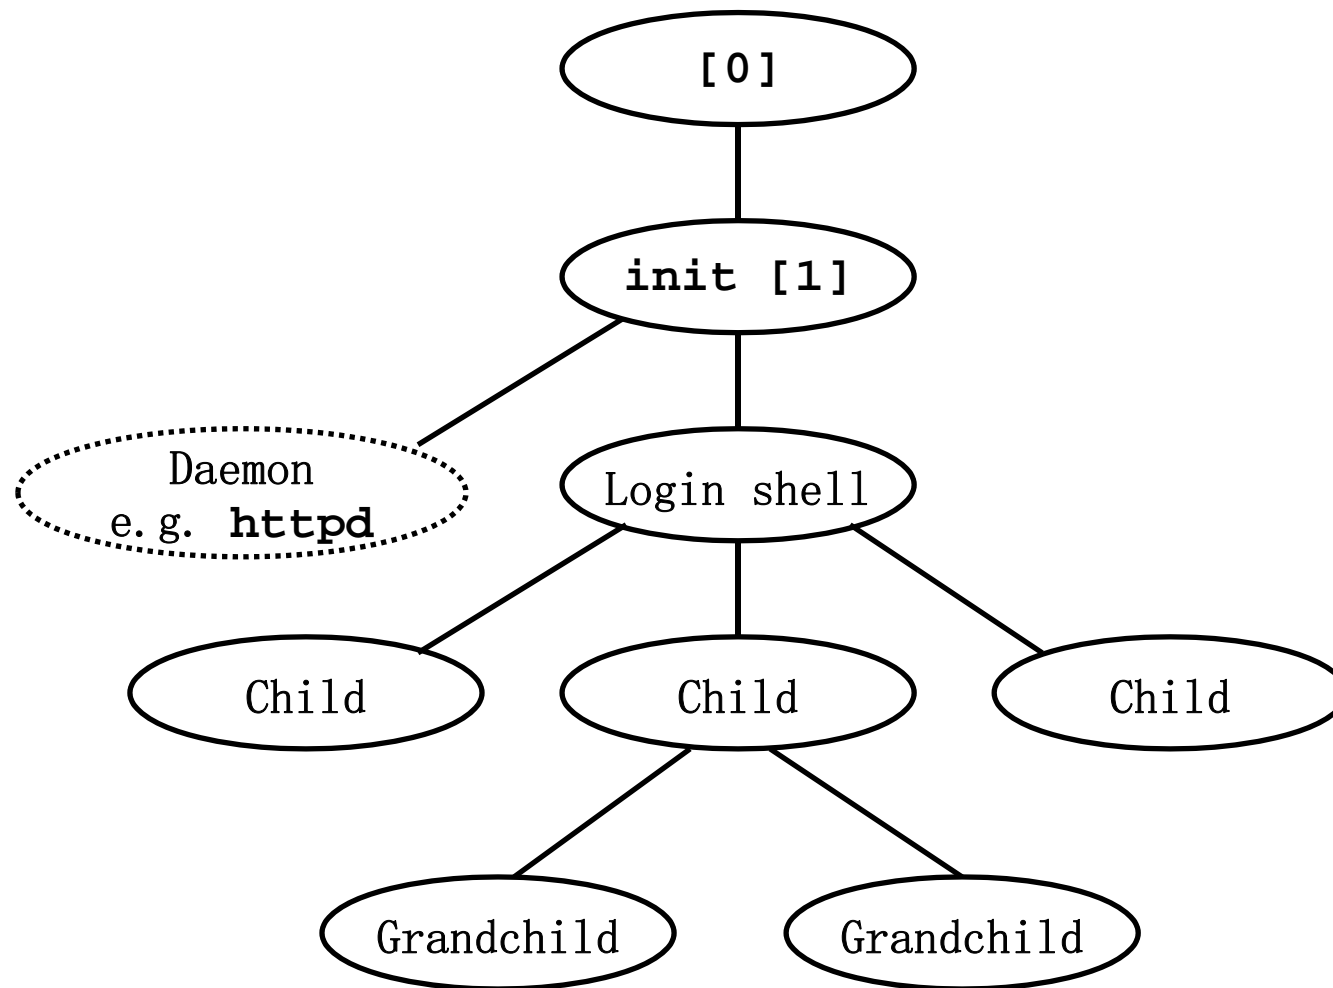 [0]
init [1]
Daemon
e.g. httpd
Login shell
Child
Child
Child
Grandchild
Grandchild